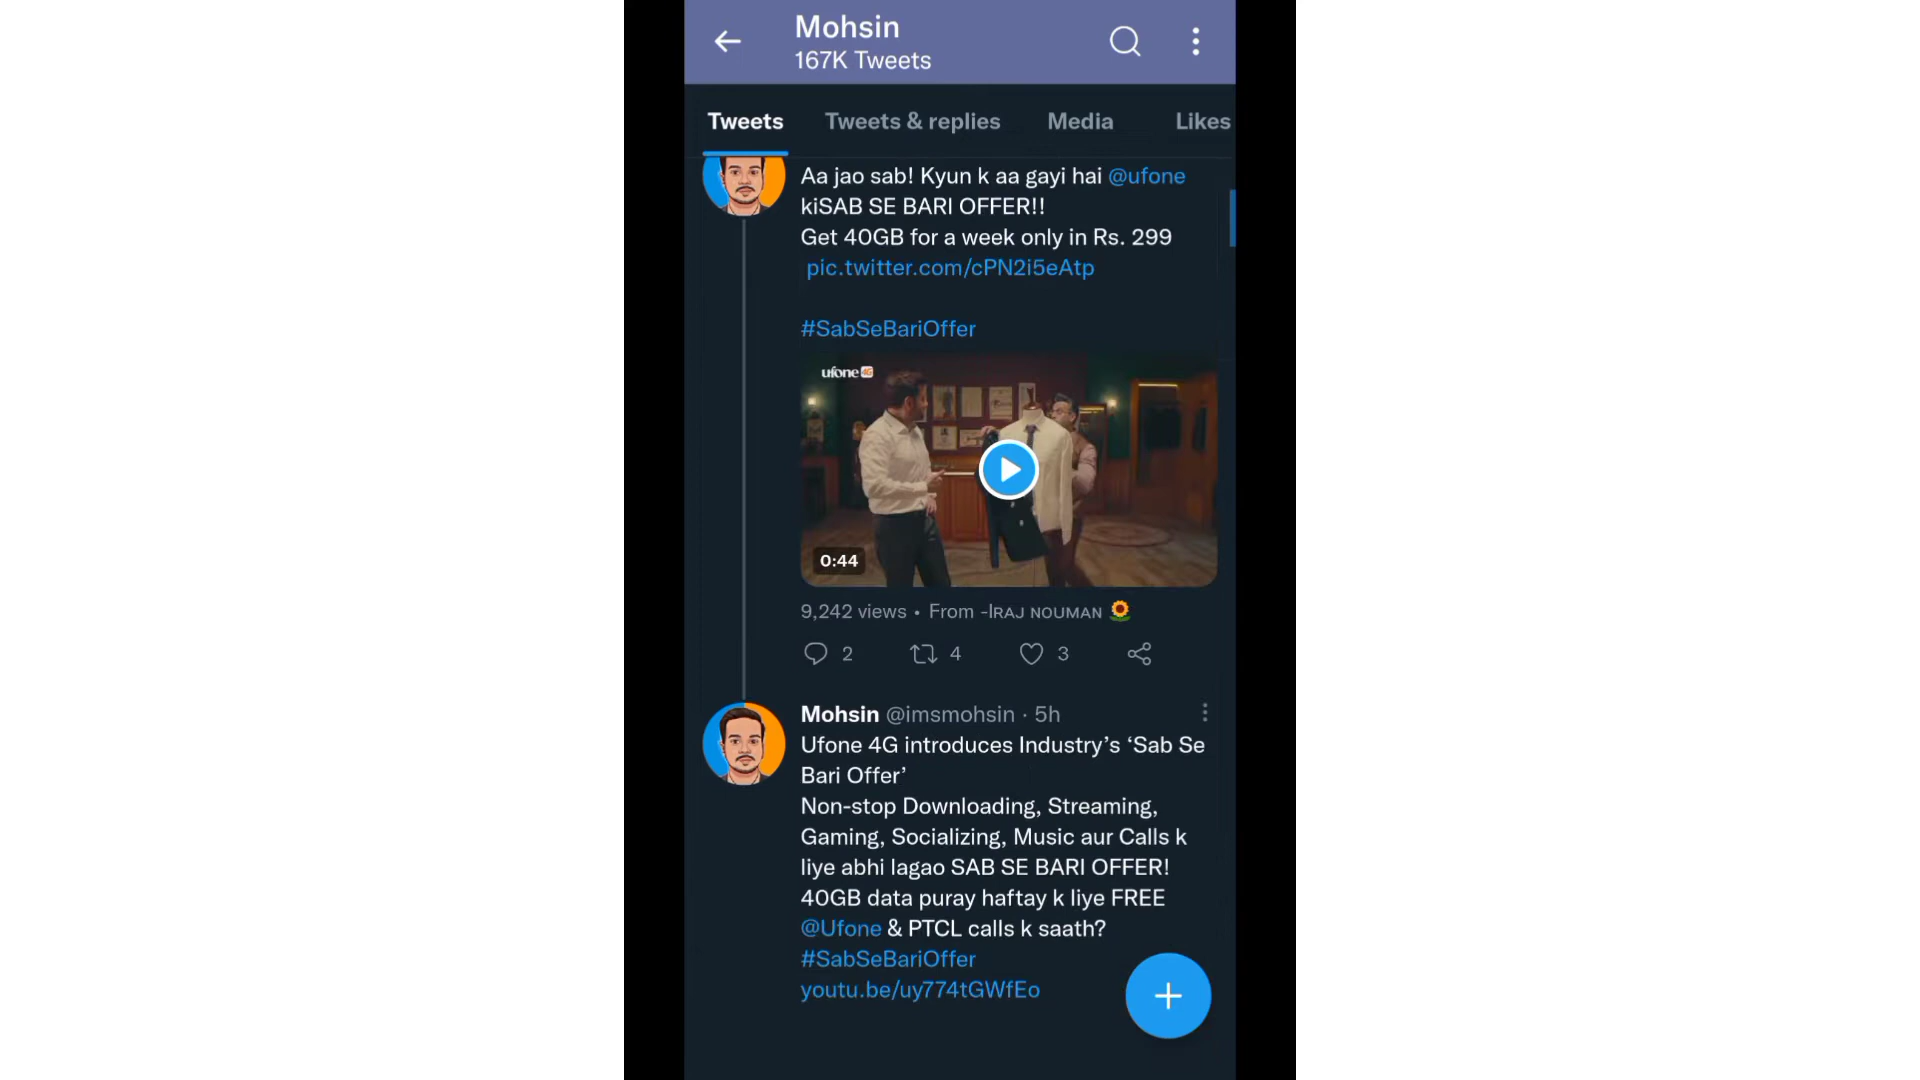 Mohsin
167K Tweets
Tweets Tweets & replies Media Likes
Aa jao sab! Kyun k aa gayi hai @ufone
kiSAB SE BARI OFFER!!
Get 40GB for a week only in Rs. 299
pic.twitter.com/cPN2i5eAtp
#SabSeBariOffer
ufone 4G
0:44
9,242 views • From -Iʀᴀᴊ ɴᴏᴜᴍᴀɴ 🌻
2 4 3
Mohsin @imsmohsin · 5h
Ufone 4G introduces Industry’s ‘Sab Se
Bari Offer’
Non-stop Downloading, Streaming,
Gaming, Socializing, Music aur Calls k
liye abhi lagao SAB SE BARI OFFER!
40GB data puray haftay k liye FREE
@Ufone & PTCL calls k saath?
#SabSeBariOffer
youtu.be/uy774tGWfEo